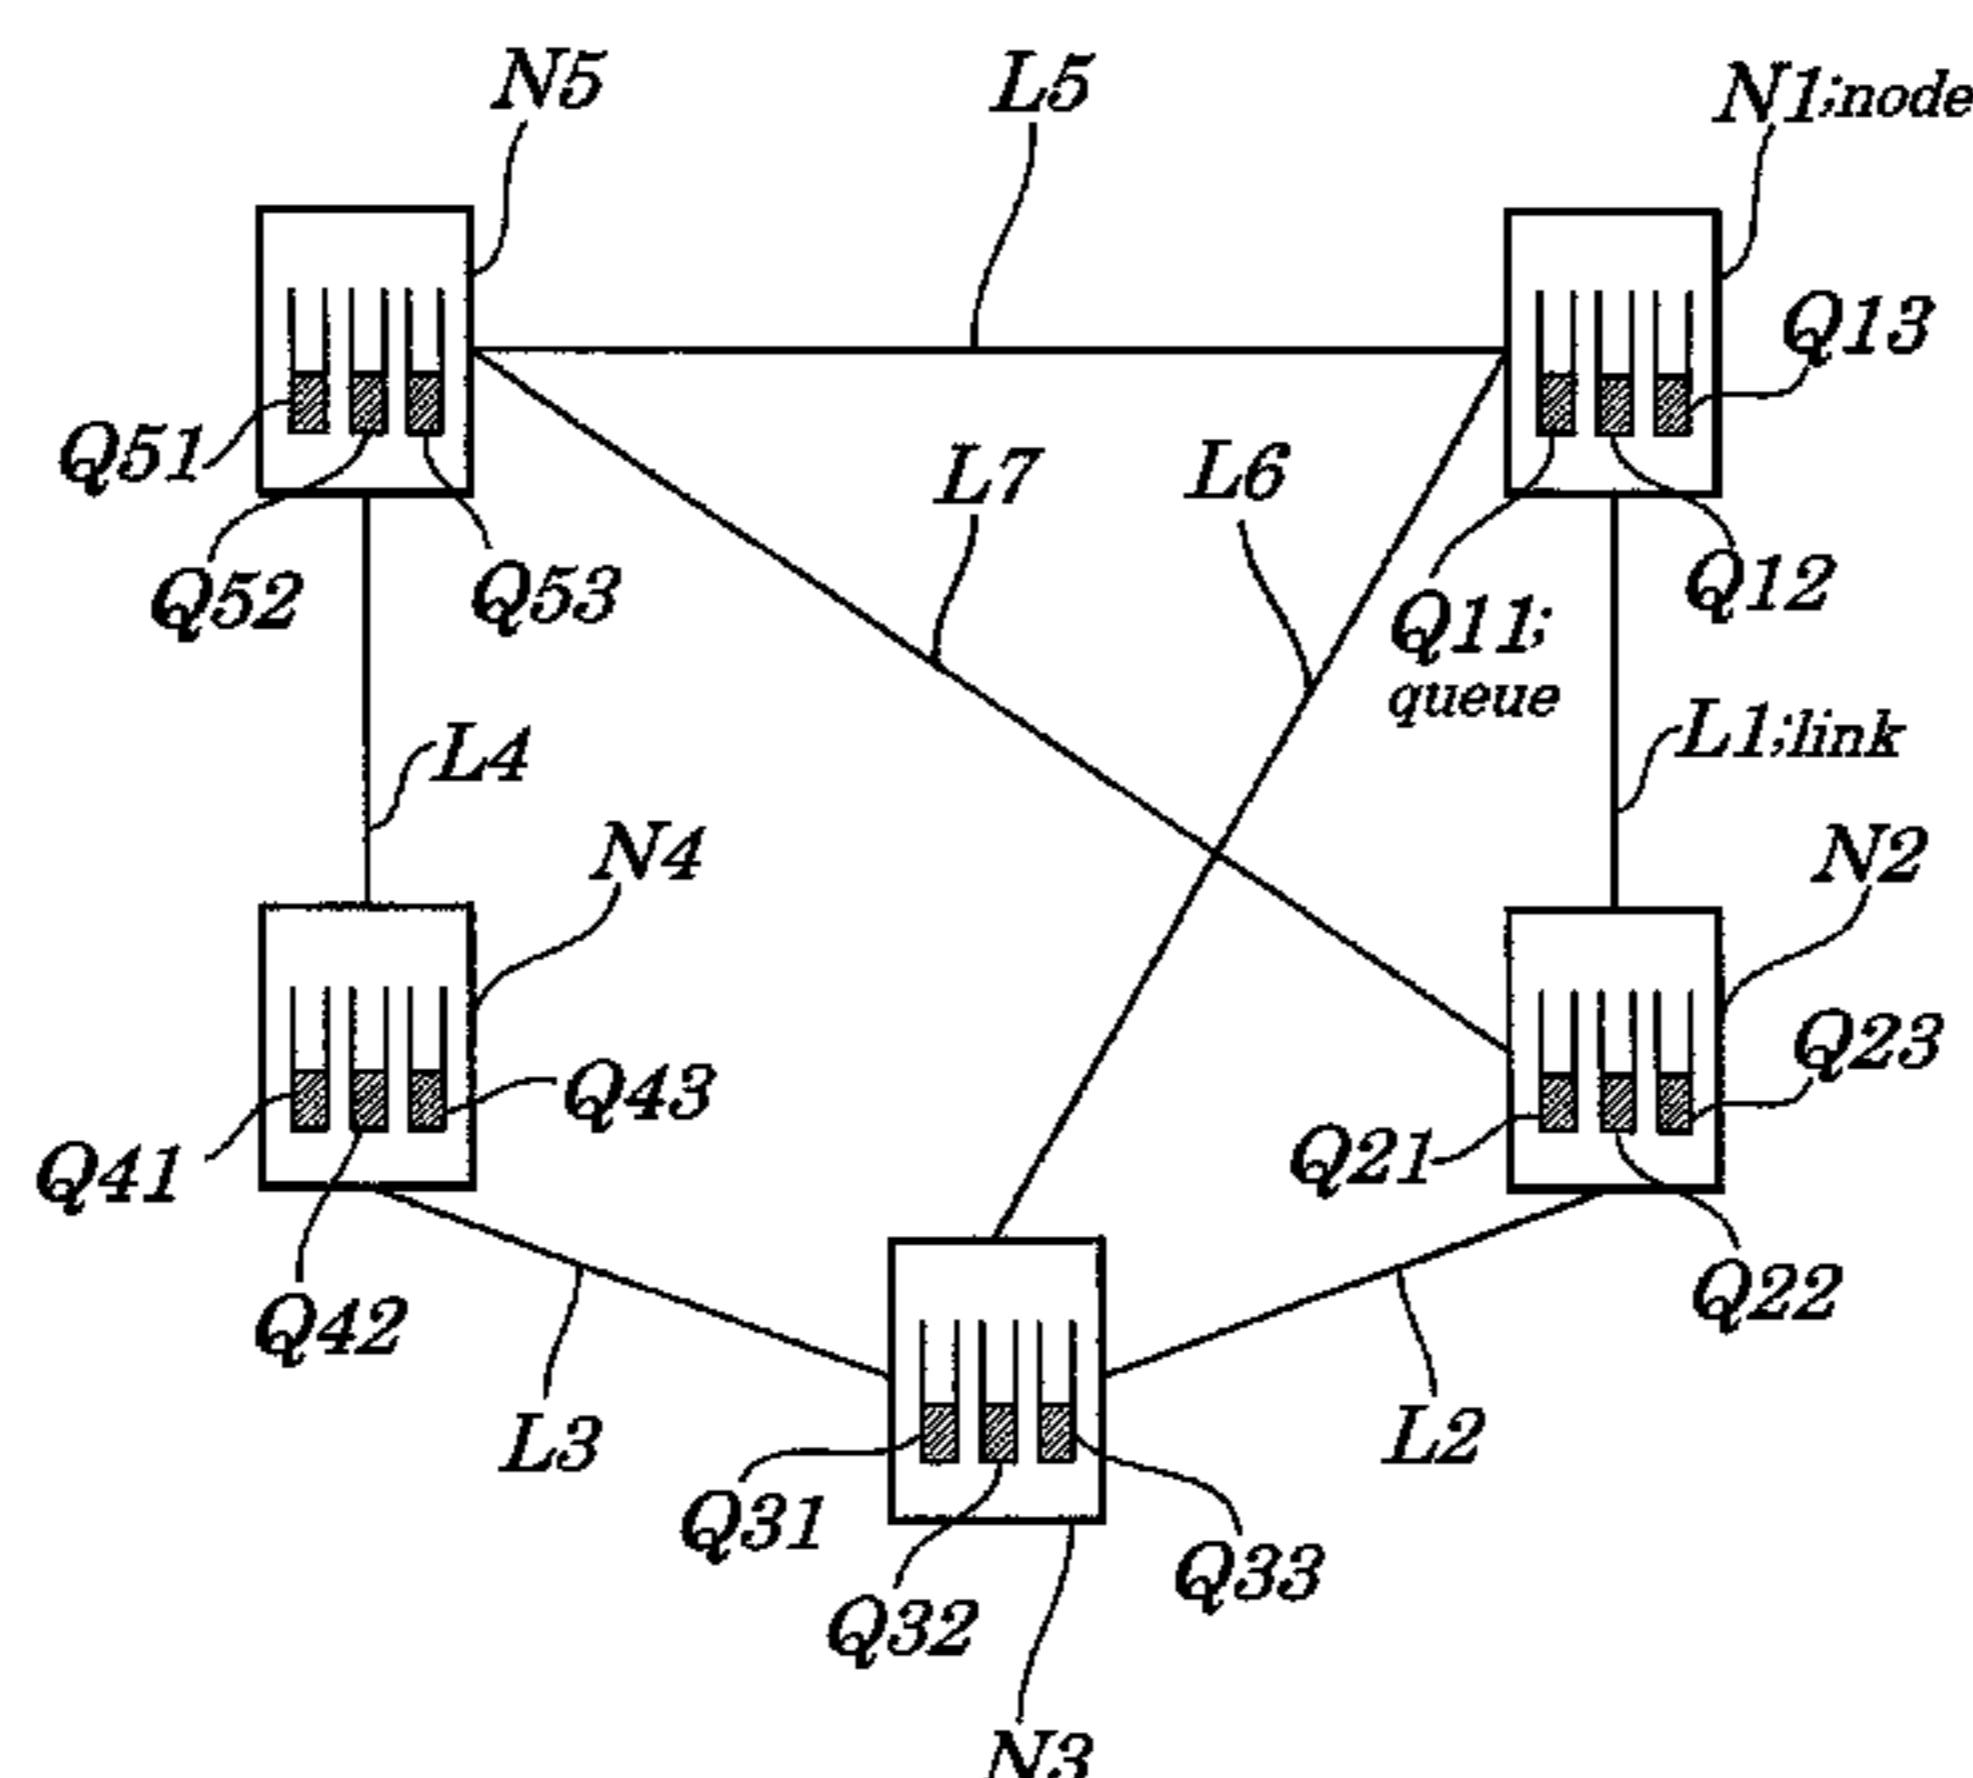 N5
L5
N1;node
Q13
Q51
L7
L6
Q52
Q53
Q11;
queue
Q12
L4
L1;link
N4
N2
Q43
Q23
Q41
Q21
Q42
Q22
L3
L2
Q31
Q33
Q32
N3